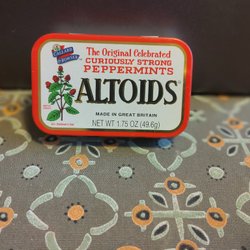 The Original Celebrated
CURIOUSLY STRONG
PEPPERMINTS
ALTOIDS
MADE IN GREAT BRITAIN
NET WT 1.75 OZ (49.6g)